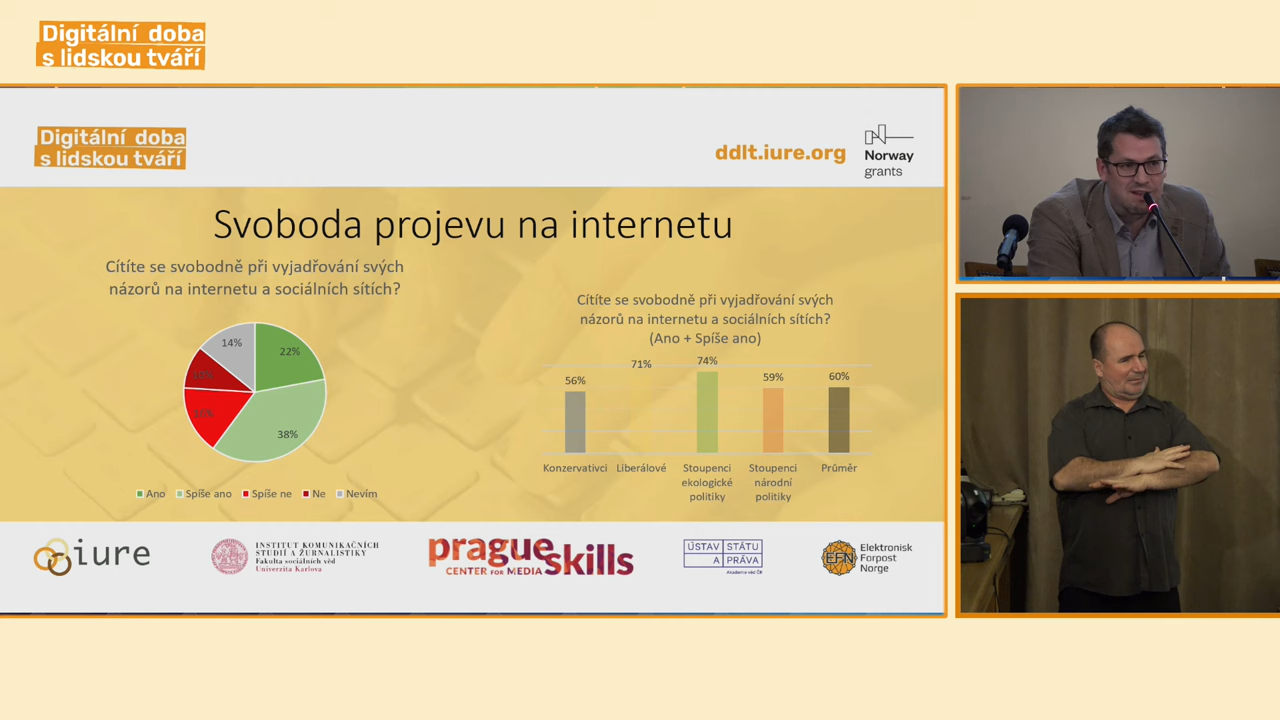 Digitální doba
s lidskou tváří
Digitální doba
s lidskou tváří
ddlt.iure.org
Norway
grants
Svoboda projevu na internetu
Cítíte se svobodně při vyjadřování svých
názorů na internetu a sociálních sítích?
14%
22%
38%
Ano
Spíše ano
Spíše ne
Ne
Nevím
Cítíte se svobodně při vyjadřování svých
názorů na internetu a sociálních sítích?
(Ano + Spíše ano)
56%
71%
74%
59%
60%
Konzervativci
Liberálové
Stoupenci
ekologické
politiky
Stoupenci
národní
politiky
Průměr
iure
INSTITUT KOMUNIKAČNÍCH
STUDIÍ A ŽURNALISTIKY
Fakulta sociálních věd
Univerzita Karlova
prague skills
CENTER FOR MEDIA
ÚSTAV STÁTU
A PRÁVA
Akademie věd ČR
EFN
Elektronisk
Forpost
Norge